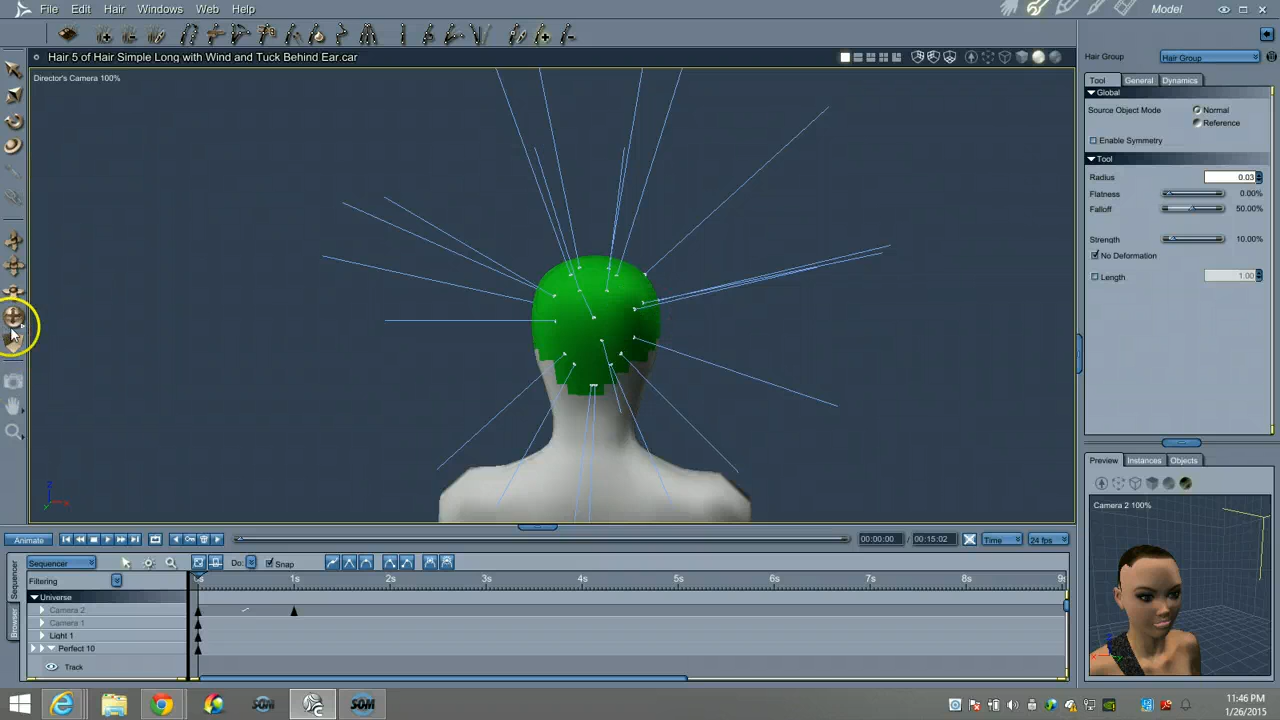 File Edit Hair Windows Web Help
Model
Hair 5 of Hair Simple Long with Wind and Tuck Behind Ear.car
Director's Camera 100%
Hair Group Hair Group
Tool General Dynamics
Global
Source Object Mode Normal
Reference
Enable Symmetry
Tool
Radius 0.03
Flatness 0.00%
Falloff 50.00%
Strength 10.00%
No Deformation
Length 1.00
Preview Instances Objects
Camera 2 100%
Animate 00:00:00 00:15:02 Time 24 fps
Sequencer Do: Snap
Filtering 1s 2s 3s 4s 5s 6s 7s 8s
Universe
Camera 2
Camera 1
Light 1
Perfect 10
Track
Sequencer
Browser
SOM SOM
11:46 PM
1/26/2015